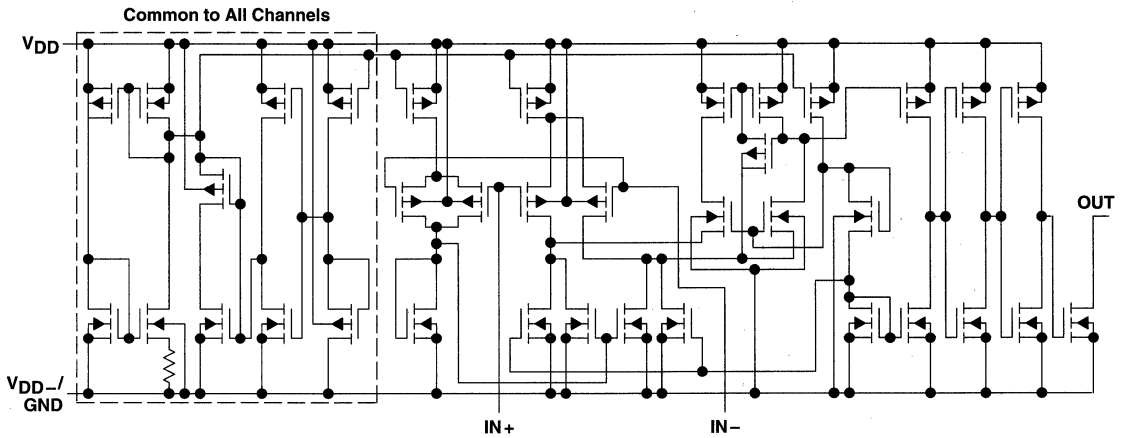 Common to All Channels
VDD
OUT
VDD−/
GND
IN+
IN−